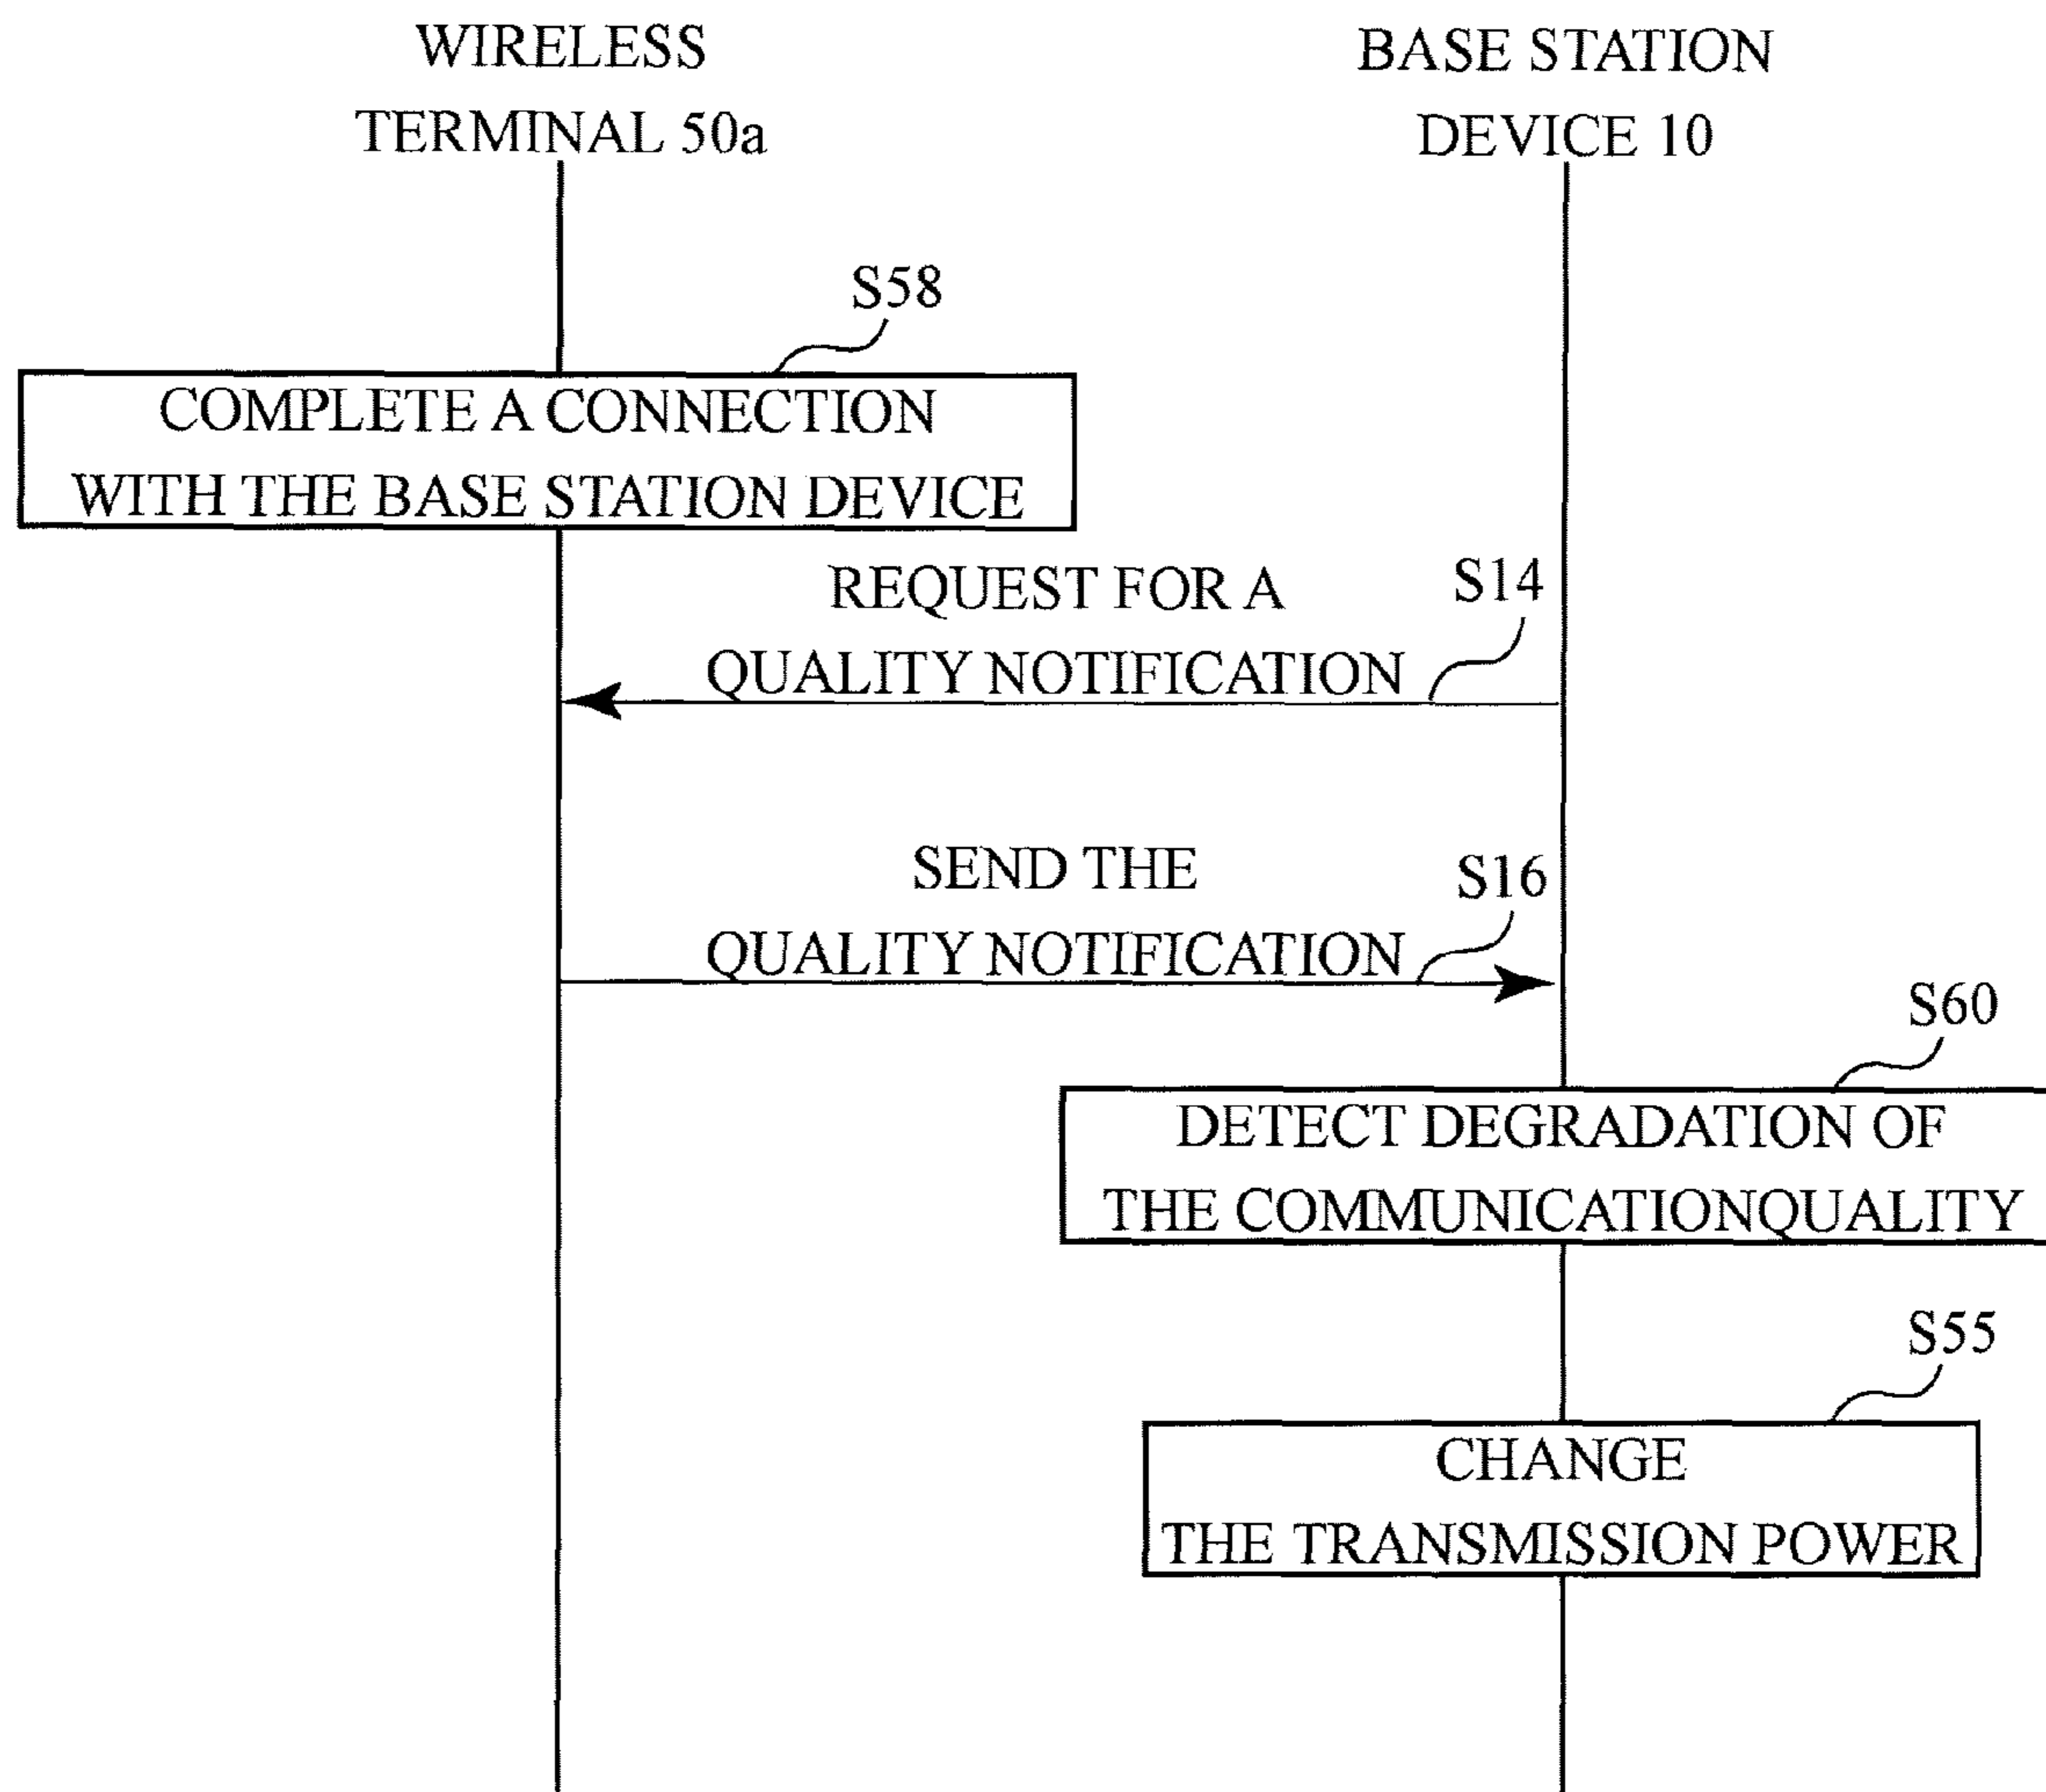 WIRELESS
TERMINAL 50a
BASE STATION
DEVICE 10
S58
COMPLETE A CONNECTION
WITH THE BASE STATION DEVICE
REQUEST FOR A
QUALITY NOTIFICATION
S14
SEND THE
QUALITY NOTIFICATION
S16
S60
DETECT DEGRADATION OF
THE COMMUNICATIONQUALITY
S55
CHANGE
THE TRANSMISSION POWER